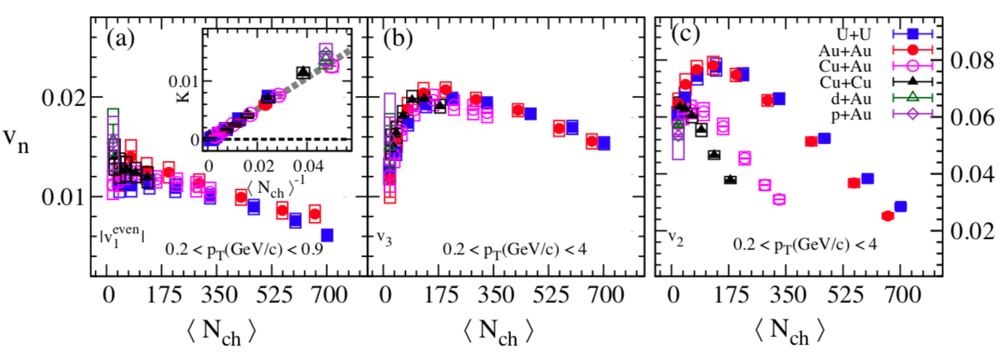 (a)
K
0.01
0
0 0.02 0.04
⟨ N_ch ⟩^-1
|v_1^even|
0.2 < p_T(GeV/c) < 0.9
(b)
v_3
0.2 < p_T(GeV/c) < 4
(c)
U+U
Au+Au
Cu+Au
Cu+Cu
d+Au
p+Au
v_2
0.2 < p_T(GeV/c) < 4
v_n
0.02
0.01
0.08
0.06
0.04
0.02
0 175 350 525 700
0 175 350 525 700
0 175 350 525 700
⟨ N_ch ⟩
⟨ N_ch ⟩
⟨ N_ch ⟩